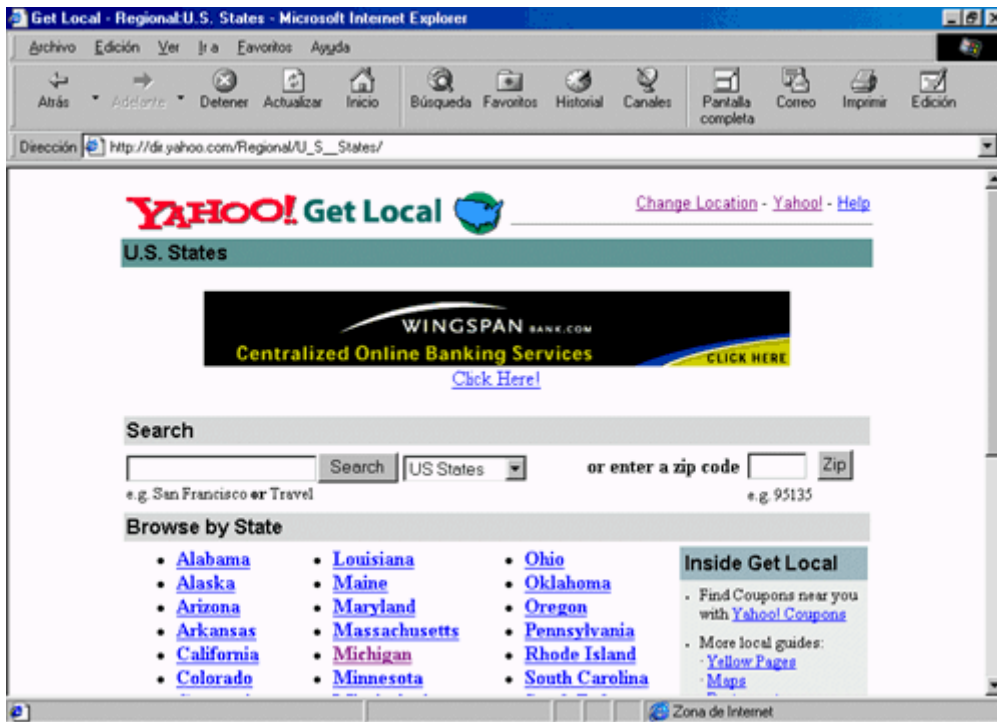 Get Local - Regional:U.S. States - Microsoft Internet Explorer
Archivo Edición Ver Ir a Favoritos Ayuda
Atrás Adelante Detener Actualizar Inicio Búsqueda Favoritos Historial Canales Pantalla completa Correo Imprimir Edición
Dirección http://dir.yahoo.com/Regional/U_S__States/
YAHOO! Get Local Change Location - Yahoo! - Help
U.S. States
WINGSPAN BANK.COM
Centralized Online Banking Services CLICK HERE
Click Here!
Search
Search US States or enter a zip code Zip
e.g. San Francisco or Travel e.g. 95135
Browse by State
Alabama
Alaska
Arizona
Arkansas
California
Colorado
Louisiana
Maine
Maryland
Massachusetts
Michigan
Minnesota
Ohio
Oklahoma
Oregon
Pennsylvania
Rhode Island
South Carolina
Inside Get Local
Find Coupons near you
with Yahoo! Coupons
More local guides:
Yellow Pages
Maps
Zona de Internet